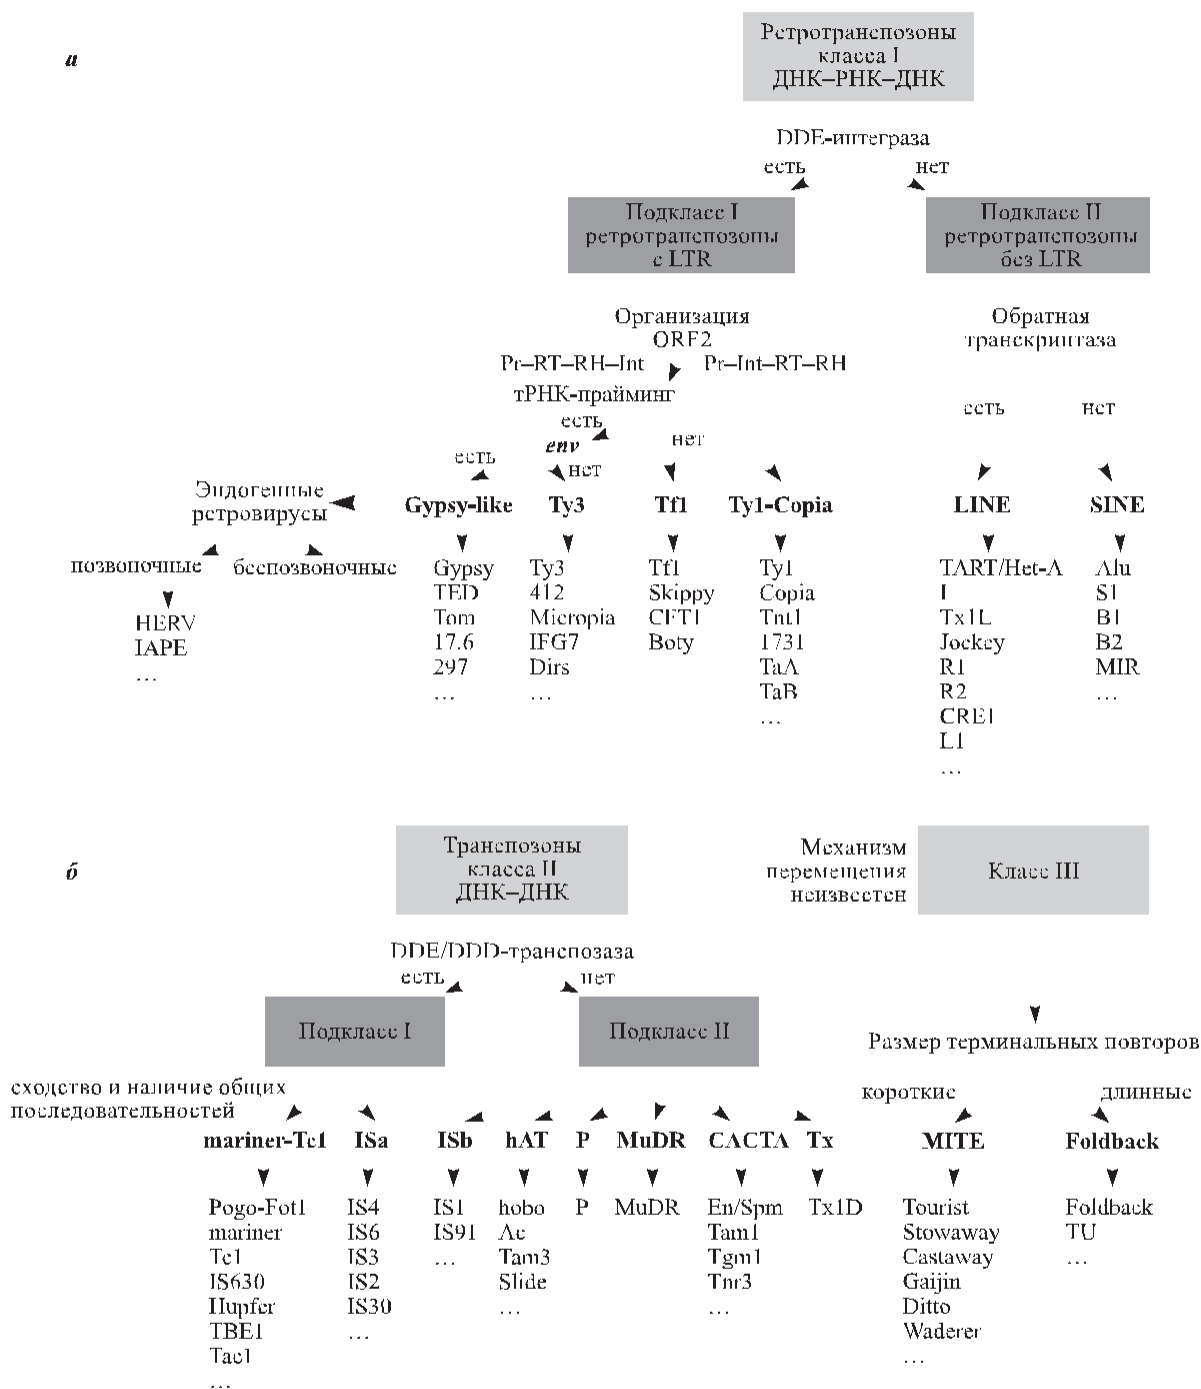 а
Ретротранспозоны
класса I
ДНК–РНК–ДНК
DDE-интеграза
есть
нет
Подкласс I
ретротранспозоны
с LTR
Подкласс II
ретротранспозоны
без LTR
Организация
ORF2
Обратная
транскриптаза
Pr–RT–RH–Int
Pr–Int–RT–RH
тРНК-прайминг
есть
нет
env
есть
нет
есть
нет
Эндогенные
ретровирусы
Gypsy-like
Ty3
Tf1
Ty1-Copia
LINE
SINE
позвоночные
беспозвоночные
HERV
IAPE
…
Gypsy
TED
Tom
17.6
297
…
Ty3
412
Micropia
IFG7
Dirs
…
Tf1
Skippy
CFT1
Boty
Ty1
Copia
Tnt1
1731
TaA
TaB
…
TART/Het-A
I
Tx1L
Jockey
R1
R2
CRE1
L1
…
Alu
S1
B1
B2
MIR
…
б
Транспозоны
класса II
ДНК–ДНК
Механизм
перемещения
неизвестен
Класс III
DDE/DDD-транспозаза
есть
нет
Подкласс I
Подкласс II
Размер терминальных повторов
короткие
длинные
сходство и наличие общих
последовательностей
mariner-Tc1
ISa
ISb
hAT
P
MuDR
CACTA
Tx
MITE
Foldback
Pogo-Fot1
mariner
Tc1
IS630
Hupfer
TBE1
Tac1
…
IS4
IS6
IS3
IS2
IS30
…
IS1
IS91
…
hobo
Ac
Tam3
Slide
…
P
MuDR
En/Spm
Tam1
Tgm1
Tnr3
…
Tx1D
Tourist
Stowaway
Castaway
Gaijin
Ditto
Waderer
…
Foldback
TU
…